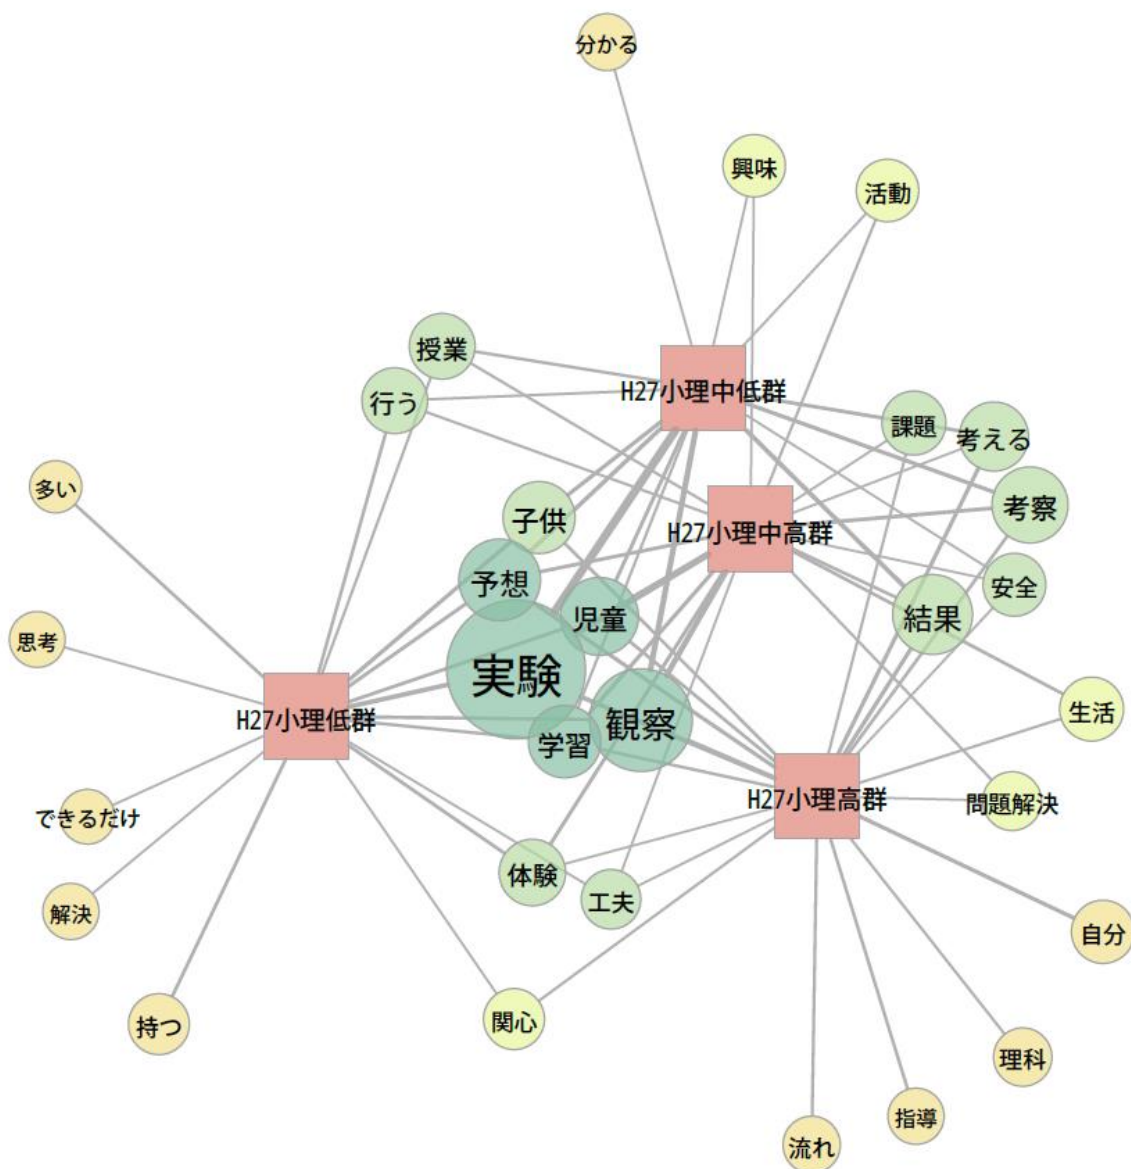 分かる
興味
活動
授業
H27小理中低群
行う
課題
考える
多い
子供
H27小理中高群
考察
予想
児童
安全
結果
思考
実験
H27小理低群
観察
生活
学習
H27小理高群
問題解決
できるだけ
体験
工夫
解決
自分
持つ
関心
理科
指導
流れ